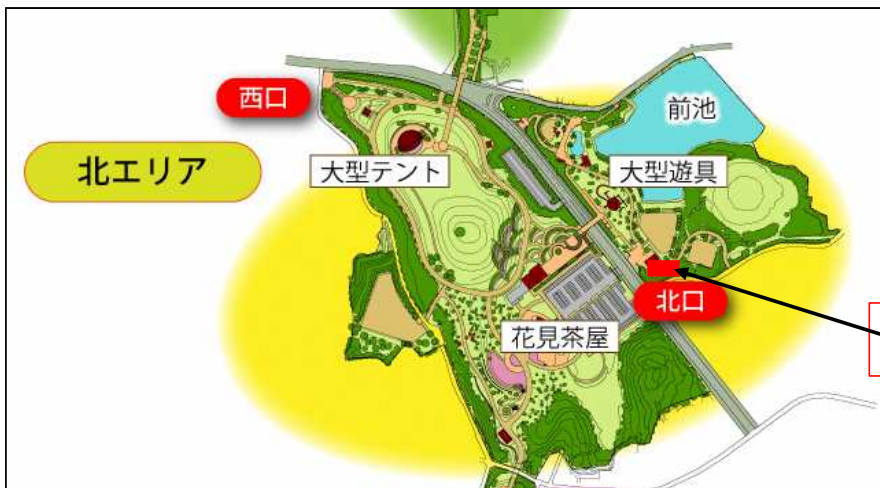 西口
前池
北エリア
大型テント
大型遊具
北口
花見茶屋